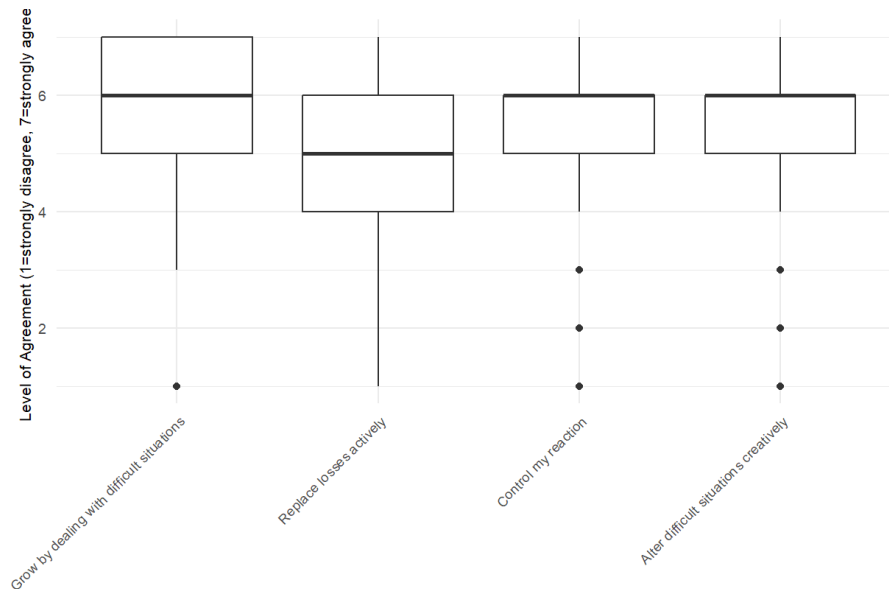 Level of Agreement (1=strongly disagree, 7=strongly agree
6
4
2
Grow by dealing with difficult situations
Replace losses actively
Control my reaction
Alter difficult situations creatively